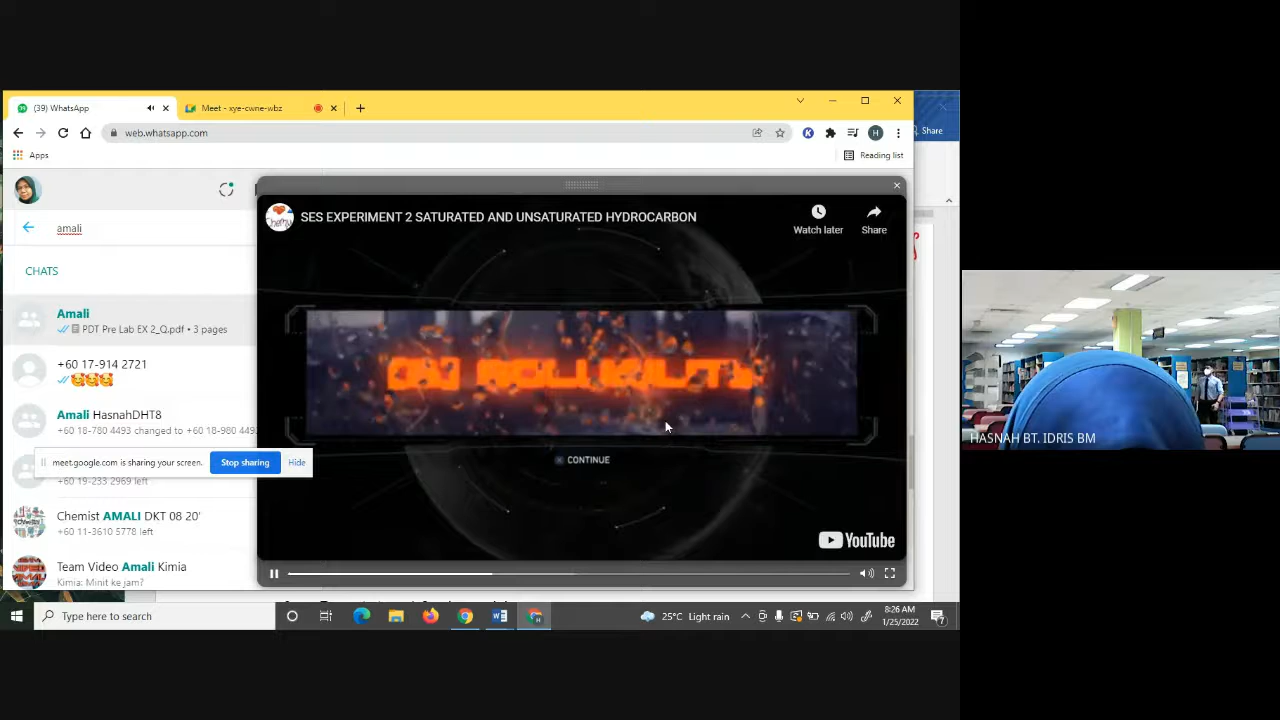 (39) WhatsApp
Meet - xye-cwne-wbz
web.whatsapp.com
Share
Apps
Reading list
amali
CHATS
Amali
PDT Pre Lab EX 2_Q.pdf • 3 pages
+60 17-914 2721
Amali HasnahDHT8
+60 18-780 4493 changed to +60 18-980 449
meet.google.com is sharing your screen.
Stop sharing
Hide
+60 19-233 2969 left
Chemist AMALI DKT 08 20'
+60 11-3610 5778 left
Team Video Amali Kimia
Kimia: Minit ke jam?
SES EXPERIMENT 2 SATURATED AND UNSATURATED HYDROCARBON
Watch later
Share
CONTINUE
YouTube
HASNAH BT. IDRIS BM
Type here to search
25°C Light rain
8:26 AM
1/25/2022